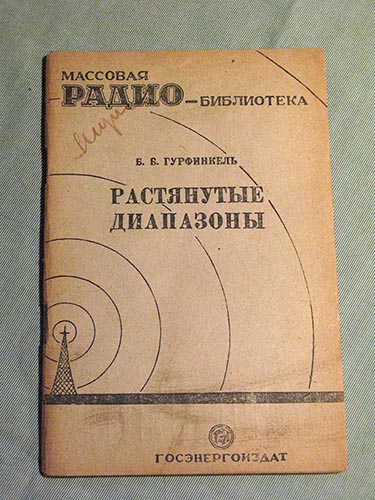 МАССОВАЯ
РАДИО-БИБЛИОТЕКА
Б. Б. ГУРФИНКЕЛЬ
РАСТЯНУТЫЕ
ДИАПАЗОНЫ
ГОСЭНЕРГОИЗДАТ